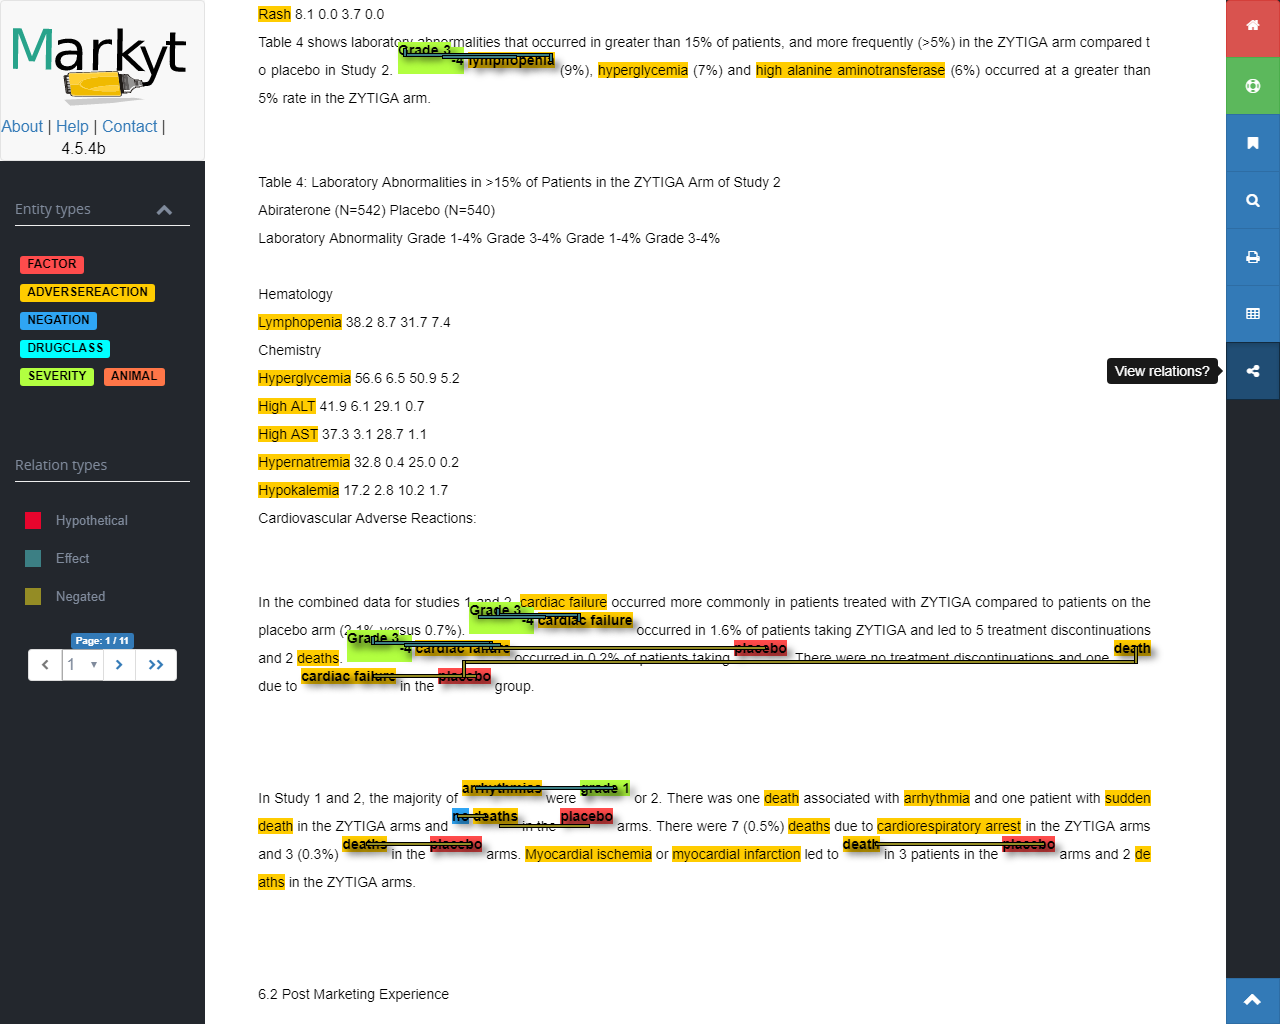 Markyt
About | Help | Contact |
4.5.4b
Entity types
FACTOR
ADVERSEREACTION
NEGATION
DRUGCLASS
SEVERITY ANIMAL
Relation types
Hypothetical
Effect
Negated
Page: 1 / 11
1
Rash 8.1 0.0 3.7 0.0
Table 4 shows laboratory abnormalities that occurred in greater than 15% of patients, and more frequently (>5%) in the ZYTIGA arm compared t
o placebo in Study 2. Grade 3-4 lymphopenia (9%), hyperglycemia (7%) and high alanine aminotransferase (6%) occurred at a greater than
5% rate in the ZYTIGA arm.
Table 4: Laboratory Abnormalities in >15% of Patients in the ZYTIGA Arm of Study 2
Abiraterone (N=542) Placebo (N=540)
Laboratory Abnormality Grade 1-4% Grade 3-4% Grade 1-4% Grade 3-4%
Hematology
Lymphopenia 38.2 8.7 31.7 7.4
Chemistry
Hyperglycemia 56.6 6.5 50.9 5.2
High ALT 41.9 6.1 29.1 0.7
High AST 37.3 3.1 28.7 1.1
Hypernatremia 32.8 0.4 25.0 0.2
Hypokalemia 17.2 2.8 10.2 1.7
Cardiovascular Adverse Reactions:
In the combined data for studies 1 and 2, cardiac failure occurred more commonly in patients treated with ZYTIGA compared to patients on the
placebo arm (2.1% versus 0.7%). Grade 3-4 cardiac failure occurred in 1.6% of patients taking ZYTIGA and led to 5 treatment discontinuations
and 2 deaths. Grade 3-4 cardiac failure occurred in 0.2% of patients taking placebo. There were no treatment discontinuations and one death
due to cardiac failure in the placebo group.
In Study 1 and 2, the majority of arrhythmias were grade 1 or 2. There was one death associated with arrhythmia and one patient with sudden
death in the ZYTIGA arms and no deaths in the placebo arms. There were 7 (0.5%) deaths due to cardiorespiratory arrest in the ZYTIGA arms
and 3 (0.3%) deaths in the placebo arms. Myocardial ischemia or myocardial infarction led to death in 3 patients in the placebo arms and 2 de
aths in the ZYTIGA arms.
6.2 Post Marketing Experience
View relations?